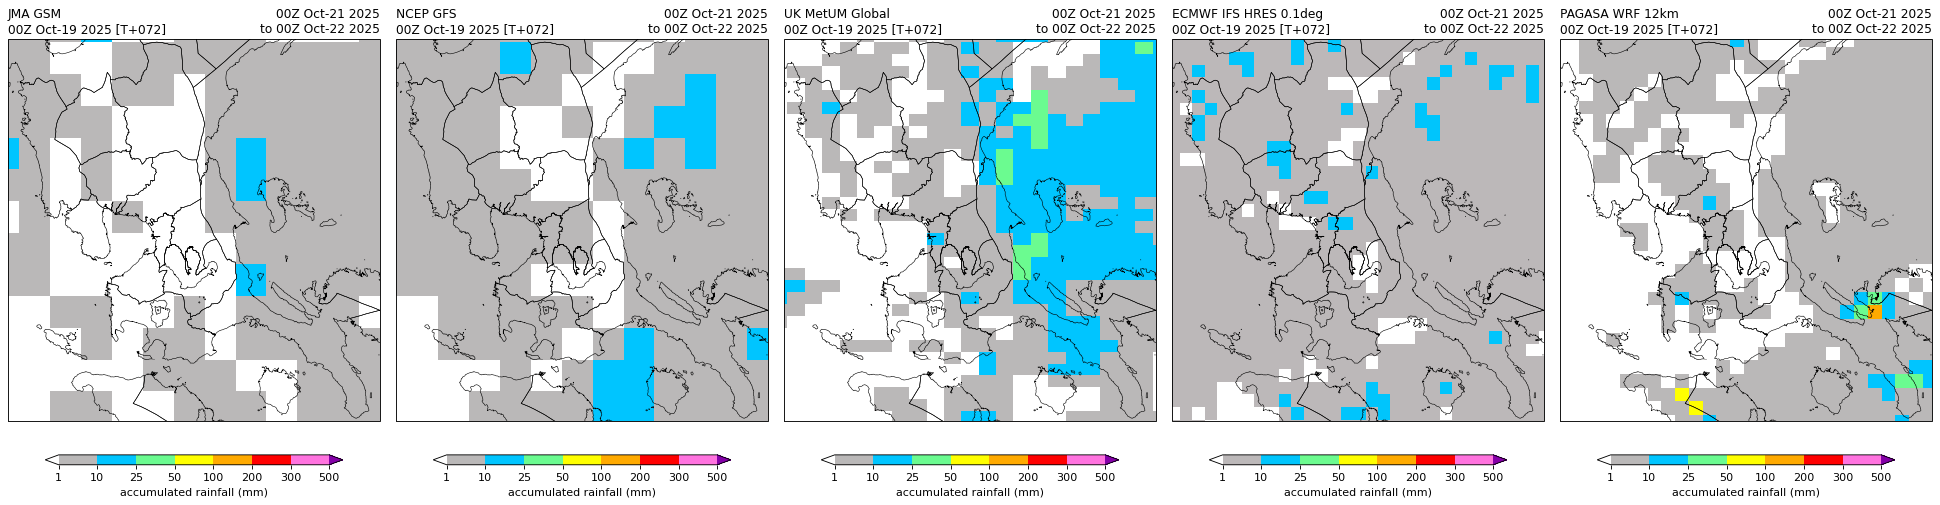 JMA GSM 00Z Oct-21 2025
00Z Oct-19 2025 [T+072] to 00Z Oct-22 2025
1 10 25 50 100 200 300 500
accumulated rainfall (mm)
NCEP GFS 00Z Oct-21 2025
00Z Oct-19 2025 [T+072] to 00Z Oct-22 2025
1 10 25 50 100 200 300 500
accumulated rainfall (mm)
UK MetUM Global 00Z Oct-21 2025
00Z Oct-19 2025 [T+072] to 00Z Oct-22 2025
1 10 25 50 100 200 300 500
accumulated rainfall (mm)
ECMWF IFS HRES 0.1deg 00Z Oct-21 2025
00Z Oct-19 2025 [T+072] to 00Z Oct-22 2025
1 10 25 50 100 200 300 500
accumulated rainfall (mm)
PAGASA WRF 12km 00Z Oct-21 2025
00Z Oct-19 2025 [T+072] to 00Z Oct-22 2025
1 10 25 50 100 200 300 500
accumulated rainfall (mm)